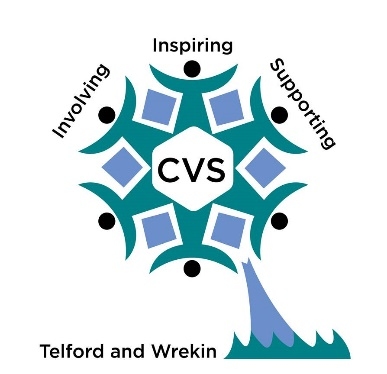 Inspiring
Involving
Supporting
CVS
Telford and Wrekin